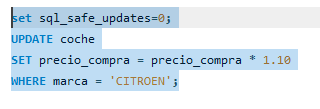 set sql_safe_updates=0;
UPDATE coche
SET precio_compra = precio_compra * 1.10
WHERE marca = 'CITROEN';